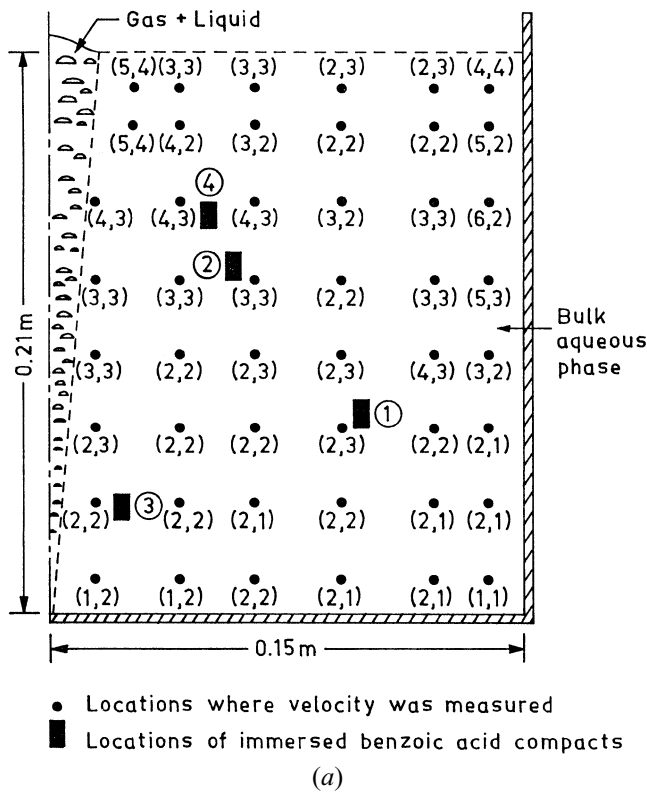 Gas + Liquid
(5,4) (3,3) (3,3) (2,3) (2,3) (4,4)
(5,4) (4,2) (3,2) (2,2) (2,2) (5,2)
④
(4,3) (4,3) (4,3) (3,2) (3,3) (6,2)
②
(3,3) (3,3) (3,3) (2,2) (3,3) (5,3)
Bulk
aqueous
phase
0.21m
(3,3) (2,2) (2,3) (2,3) (4,3) (3,2)
①
(2,3) (2,2) (2,2) (2,3) (2,2) (2,1)
③
(2,2) (2,2) (2,1) (2,2) (2,1) (2,1)
(1,2) (1,2) (2,2) (2,1) (2,1) (1,1)
0.15m
Locations where velocity was measured
Locations of immersed benzoic acid compacts
(a)